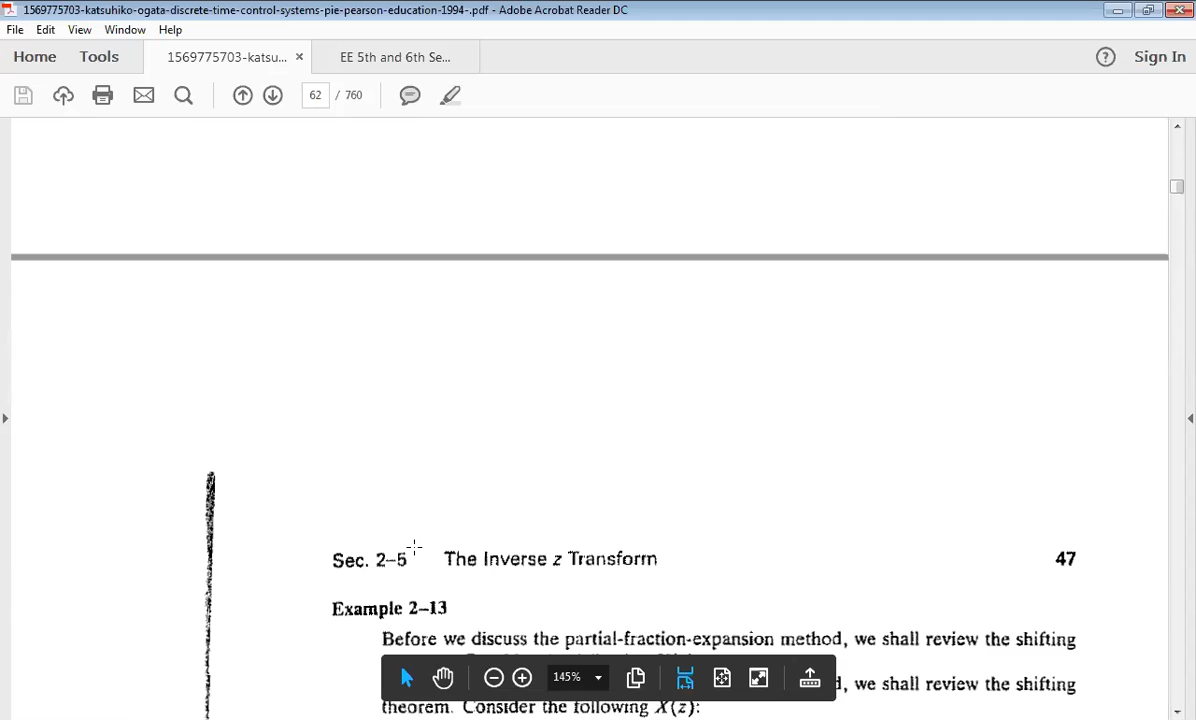 1569775703-katsuhiko-ogata-discrete-time-control-systems-pie-pearson-education-1994-.pdf - Adobe Acrobat Reader DC
File Edit View Window Help
Home Tools 1569775703-katsu... × EE 5th and 6th Se... ? Sign In
62 / 760
Sec. 2–5 The Inverse z Transform 47
Example 2–13
Before we discuss the partial-fraction-expansion method, we shall review the shifting
d, we shall review the shifting
theorem. Consider the following X(z):
145%